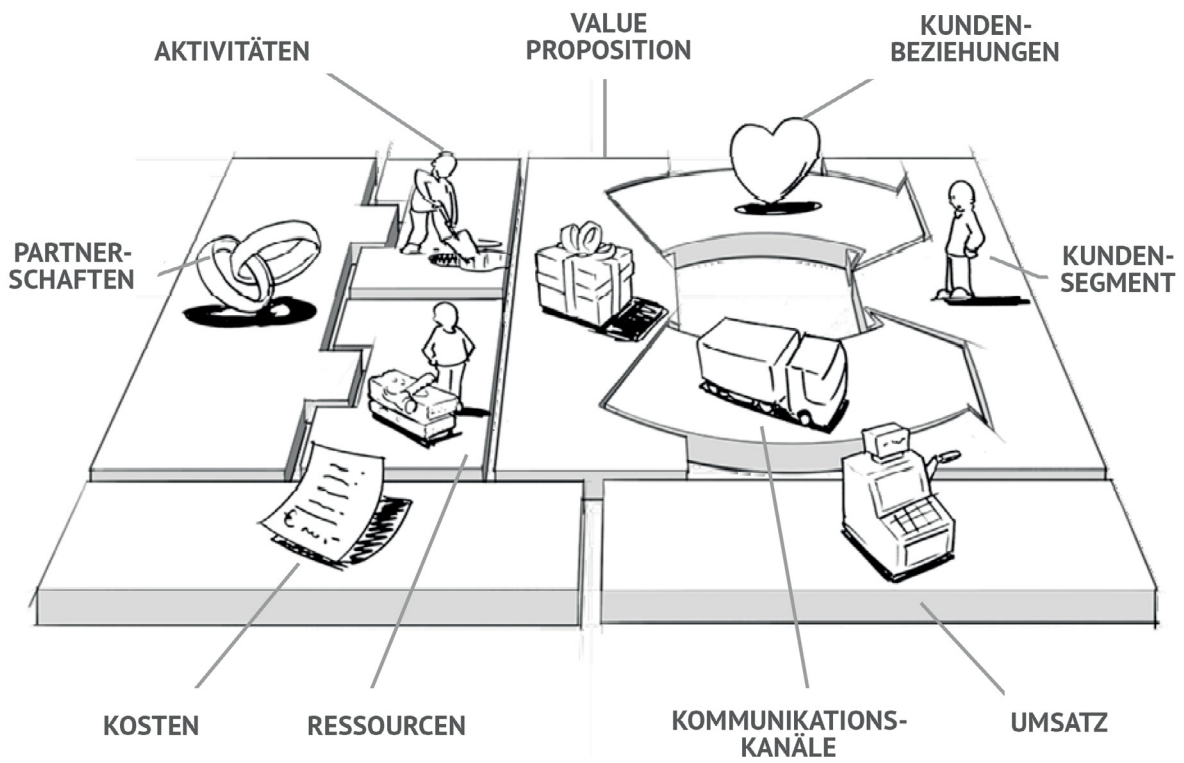 AKTIVITÄTEN
VALUE
PROPOSITION
KUNDEN-
BEZIEHUNGEN
PARTNER-
SCHAFTEN
KUNDEN-
SEGMENT
KOSTEN
RESSOURCEN
KOMMUNIKATIONS-
KANÄLE
UMSATZ